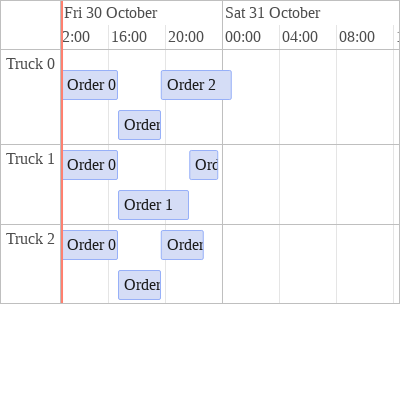 Fri 30 October Sat 31 October
2:00 16:00 20:00 00:00 04:00 08:00
Truck 0
Order 0 Order 2
Order
Truck 1
Order 0 Ord
Order 1
Truck 2
Order 0 Order
Order